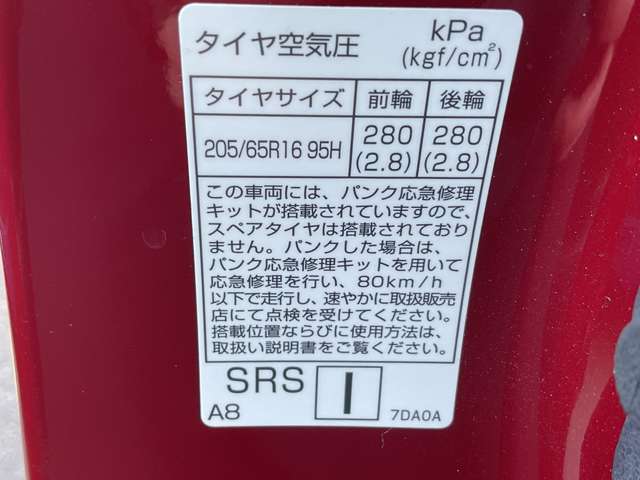 タイヤ空気圧 kPa
(kgf/cm²)
タイヤサイズ 前輪 後輪
205/65R16 95H 280 280
(2.8) (2.8)
この車両には、パンク応急修理
キットが搭載されていますので、
スペアタイヤは搭載されており
ません。パンクした場合は、
パンク応急修理キットを用いて
応急修理を行い、80km/h
以下で走行し、速やかに取扱販売
店にて点検を受けてください。
搭載位置ならびに使用方法は、
取扱い説明書をご覧ください。
SRS I
A8 7DA0A